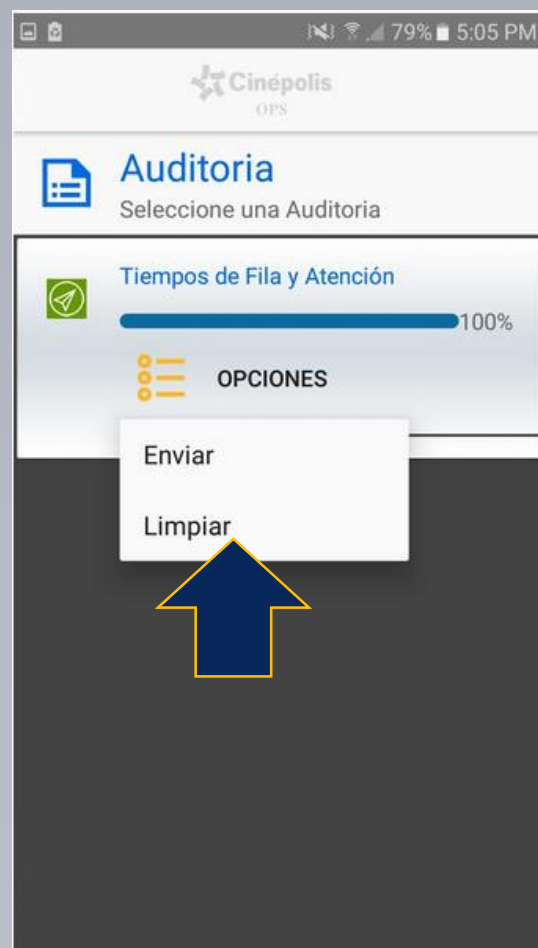 79% 5:05 PM
Cinépolis
OPS
Auditoria
Seleccione una Auditoria
Tiempos de Fila y Atención
100%
OPCIONES
Enviar
Limpiar